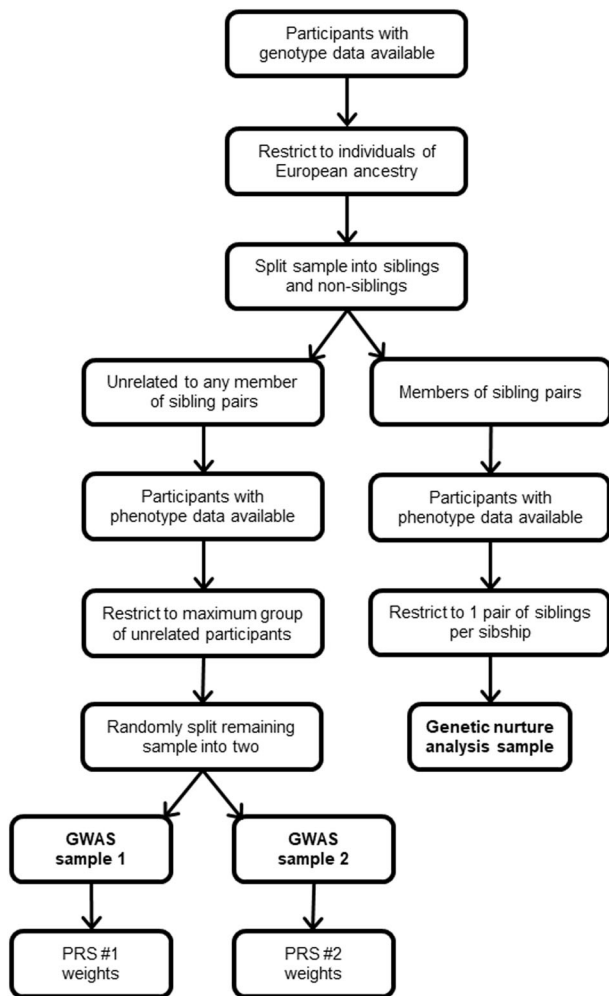 Participants with
genotype data available
Restrict to individuals of
European ancestry
Split sample into siblings
and non-siblings
Unrelated to any member
of sibling pairs
Members of sibling pairs
Participants with
phenotype data available
Participants with
phenotype data available
Restrict to maximum group
of unrelated participants
Restrict to 1 pair of siblings
per sibship
Randomly split remaining
sample into two
Genetic nurture
analysis sample
GWAS
sample 1
GWAS
sample 2
PRS #1
weights
PRS #2
weights